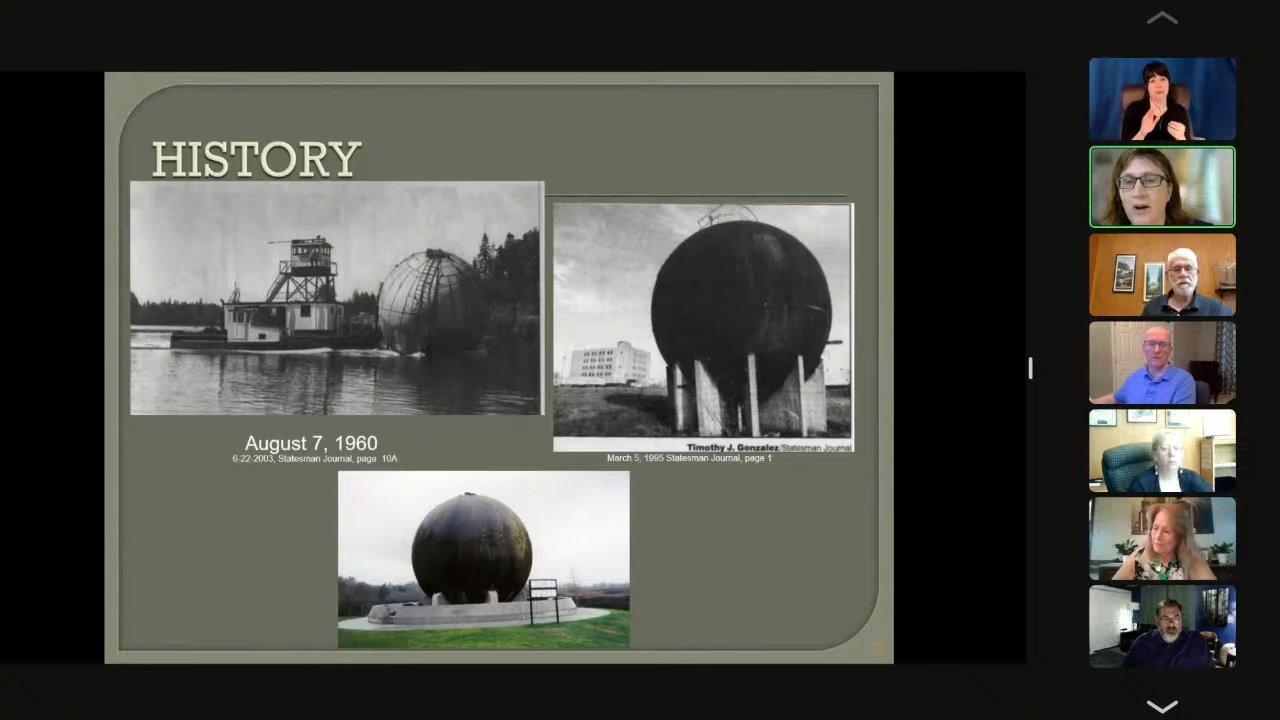 HISTORY
Timothy J. Gonzalez/Statesman Journal
August 7, 1960
6-22-2003, Statesman Journal, page 10A
March 5, 1995 Statesman Journal, page 1